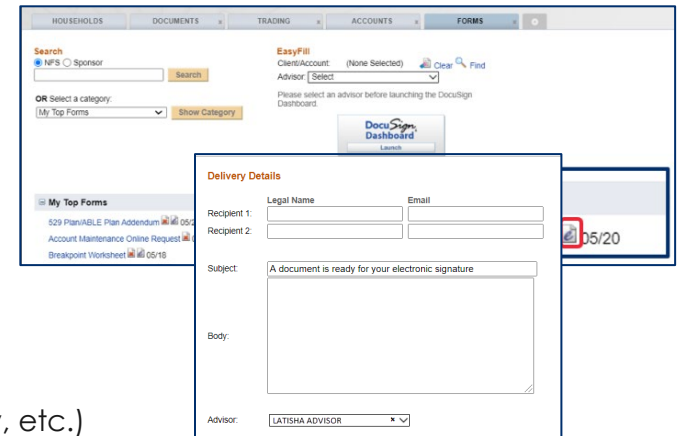 HOUSEHOLDS DOCUMENTS x TRADING x ACCOUNTS x FORMS x
Search
NFS Sponsor
Search
OR Select a category:
My Top Forms Show Category
EasyFill
Client/Account: (None Selected) Clear Find
Advisor: Select
Please select an advisor before launching the DocuSign
Dashboard.
DocuSign
Dashboard
Launch
My Top Forms
529 Plan/ABLE Plan Addendum 05/2
Account Maintenance Online Request
Breakpoint Worksheet 05/18
e 05/20
Delivery Details
Legal Name Email
Recipient 1:
Recipient 2:
Subject: A document is ready for your electronic signature
Body:
Advisor: LATISHA ADVISOR x
, etc.)